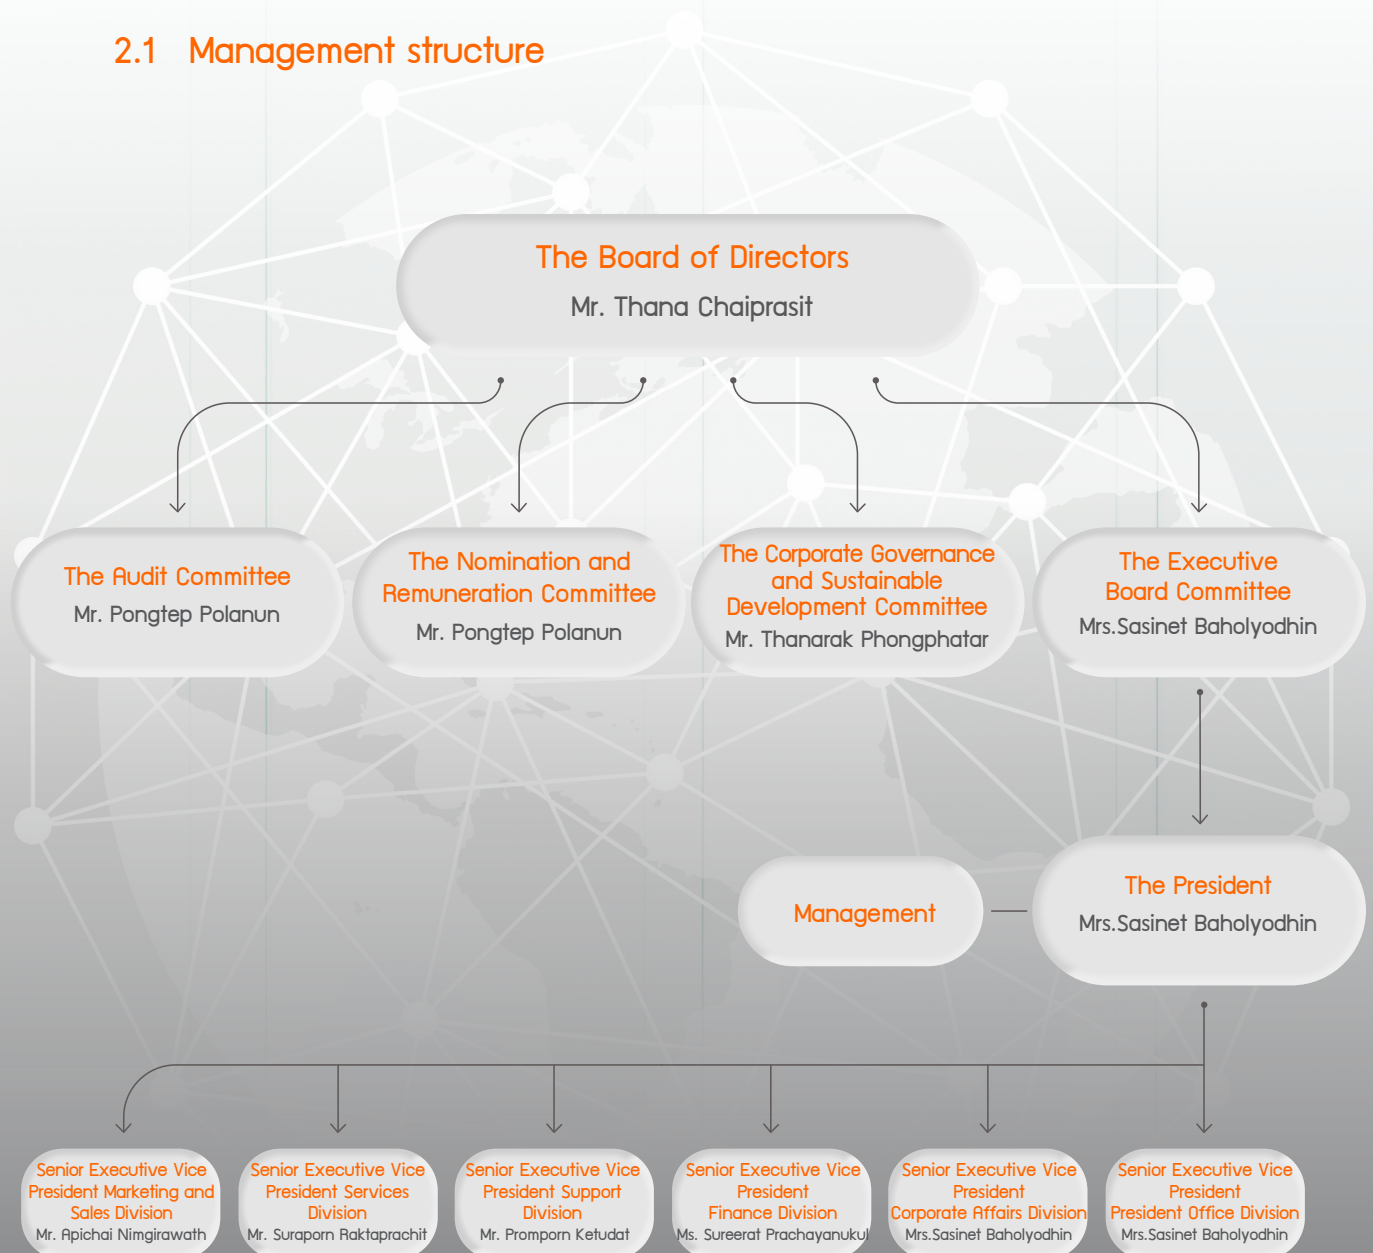 2.1 Management structure
The Board of Directors
Mr. Thana Chaiprasit
The Audit Committee
Mr. Pongtep Polanun
The Nomination and
Remuneration Committee
Mr. Pongtep Polanun
The Corporate Governance
and Sustainable
Development Committee
Mr. Thanarak Phongphatar
The Executive
Board Committee
Mrs.Sasinet Baholyodhin
Management
The President
Mrs.Sasinet Baholyodhin
Senior Executive Vice
President Marketing and
Sales Division
Mr. Apichai Nimgirawath
Senior Executive Vice
President Services
Division
Mr. Suraporn Raktaprachit
Senior Executive Vice
President Support
Division
Mr. Promporn Ketudat
Senior Executive Vice
President
Finance Division
Ms. Sureerat Prachayanukul
Senior Executive Vice
President
Corporate Affairs Division
Mrs.Sasinet Baholyodhin
Senior Executive Vice
President
President Office Division
Mrs.Sasinet Baholyodhin